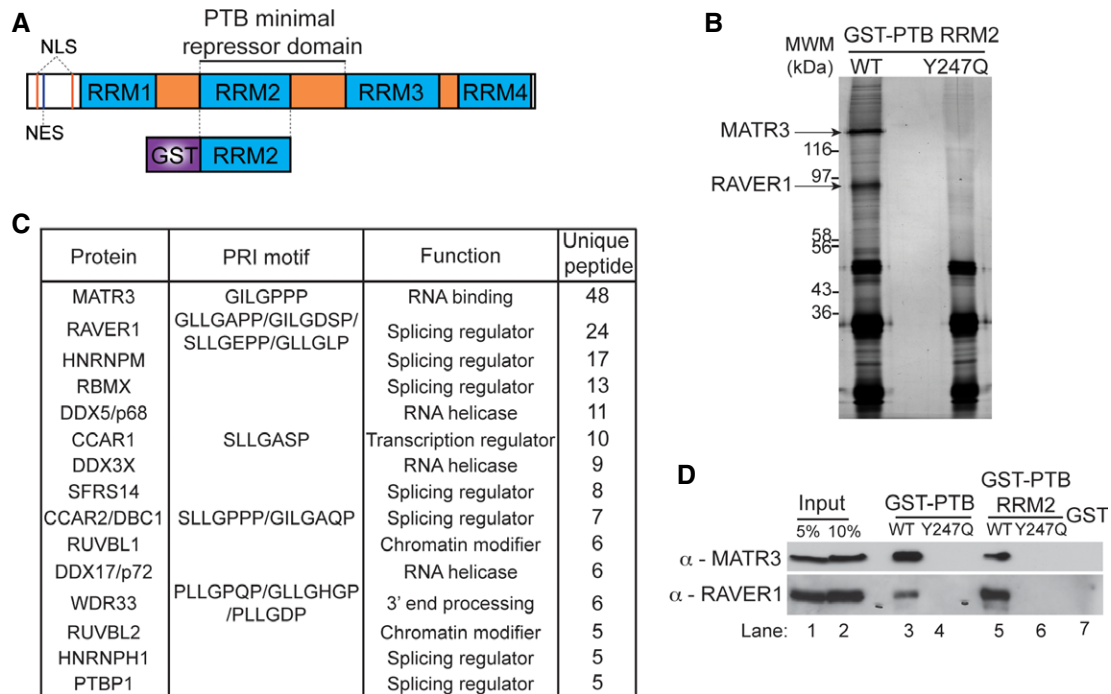 A
PTB minimal
repressor domain
NLS
RRM1 RRM2 RRM3 RRM4
NES
GST RRM2
B
MWM
(kDa)
GST-PTB RRM2
WT Y247Q
MATR3
116
97
RAVER1
58
56
43
36
C
Protein PRI motif Function Unique peptide
MATR3 GILGPPP RNA binding 48
RAVER1 GLLGAPP/GILGDSP/ SLLGEPP/GLLGLP Splicing regulator 24
HNRNPM Splicing regulator 17
RBMX Splicing regulator 13
DDX5/p68 RNA helicase 11
CCAR1 SLLGASP Transcription regulator 10
DDX3X RNA helicase 9
SFRS14 Splicing regulator 8
CCAR2/DBC1 SLLGPPP/GILGAQP Splicing regulator 7
RUVBL1 Chromatin modifier 6
DDX17/p72 RNA helicase 6
WDR33 PLLGPQP/GLLGHGP /PLLGDP 3' end processing 6
RUVBL2 Chromatin modifier 5
HNRNPH1 Splicing regulator 5
PTBP1 Splicing regulator 5
D
Input GST-PTB GST-PTB RRM2 GST
5% 10% WT Y247Q WT Y247Q
α - MATR3
α - RAVER1
Lane: 1 2 3 4 5 6 7